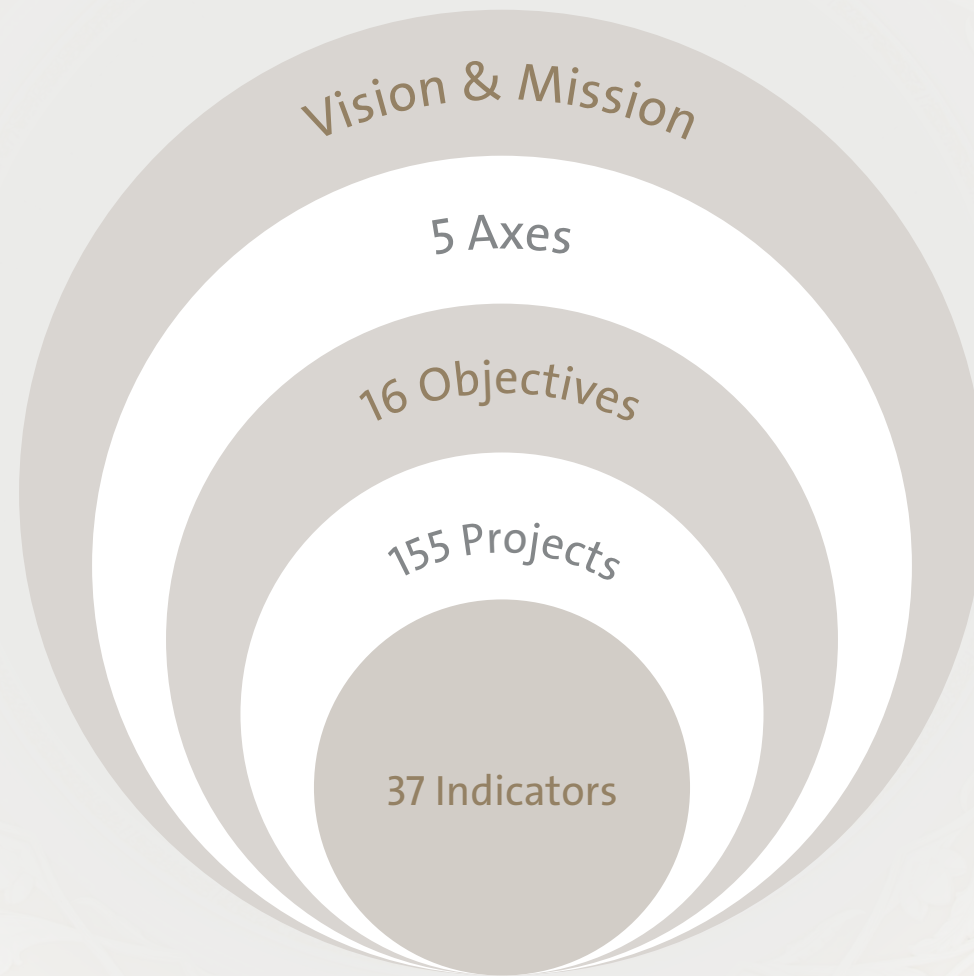 Vision & Mission
5 Axes
16 Objectives
155 Projects
37 Indicators